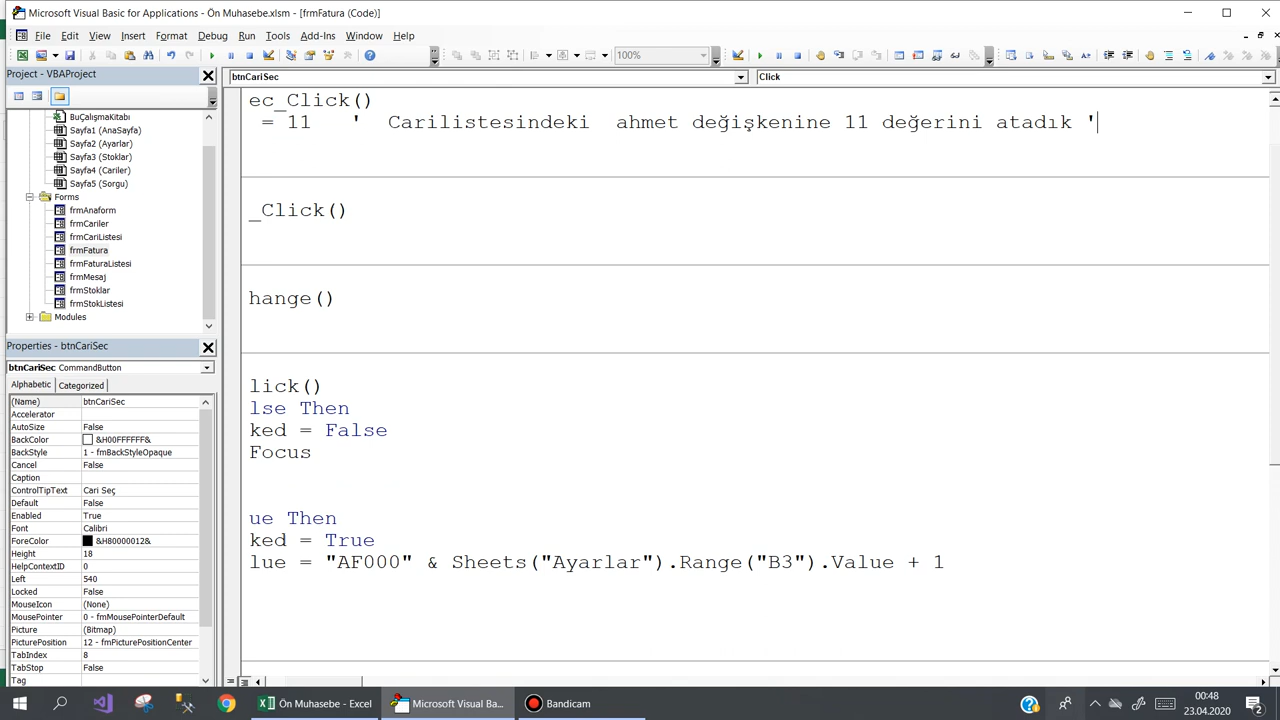 Microsoft Visual Basic for Applications - Ön Muhasebe.xlsm - [frmFatura (Code)]
File Edit View Insert Format Debug Run Tools Add-Ins Window Help
100%
Project - VBAProject
btnCariSec
Click
BuÇalışmaKitabı
Sayfa1 (AnaSayfa)
Sayfa2 (Ayarlar)
Sayfa3 (Stoklar)
Sayfa4 (Cariler)
Sayfa5 (Sorgu)
Forms
frmAnaform
frmCariler
frmCariListesi
frmFatura
frmFaturaListesi
frmMesaj
frmStoklar
frmStokListesi
Modules
Properties - btnCariSec
btnCariSec CommandButton
Alphabetic Categorized
(Name) btnCariSec
Accelerator
AutoSize False
BackColor &H00FFFFFF&
BackStyle 1 - fmBackStyleOpaque
Cancel False
Caption
ControlTipText Cari Seç
Default False
Enabled True
Font Calibri
ForeColor &H80000012&
Height 18
HelpContextID 0
Left 540
Locked False
MouseIcon (None)
MousePointer 0 - fmMousePointerDefault
Picture (Bitmap)
PicturePosition 12 - fmPicturePositionCenter
TabIndex 8
TabStop False
Tag
ec_Click()
= 11 ' Carilistesindeki ahmet değişkenine 11 değerini atadık '
_Click()
hange()
lick()
lse Then
ked = False
Focus
ue Then
ked = True
lue = "AF000" & Sheets("Ayarlar").Range("B3").Value + 1
Ön Muhasebe - Excel
Microsoft Visual Ba...
Bandicam
00:48
23.04.2020
2